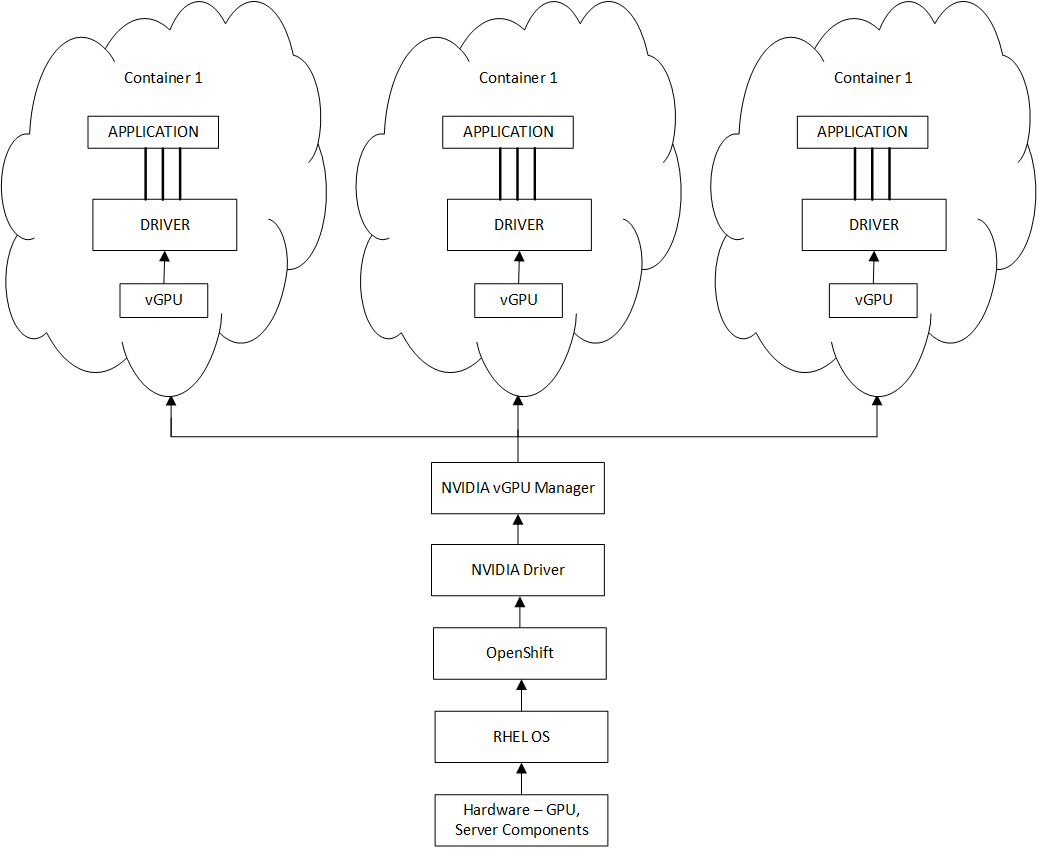 Container 1
APPLICATION
DRIVER
vGPU
Container 1
APPLICATION
DRIVER
vGPU
Container 1
APPLICATION
DRIVER
vGPU
NVIDIA vGPU Manager
NVIDIA Driver
OpenShift
RHEL OS
Hardware – GPU,
Server Components